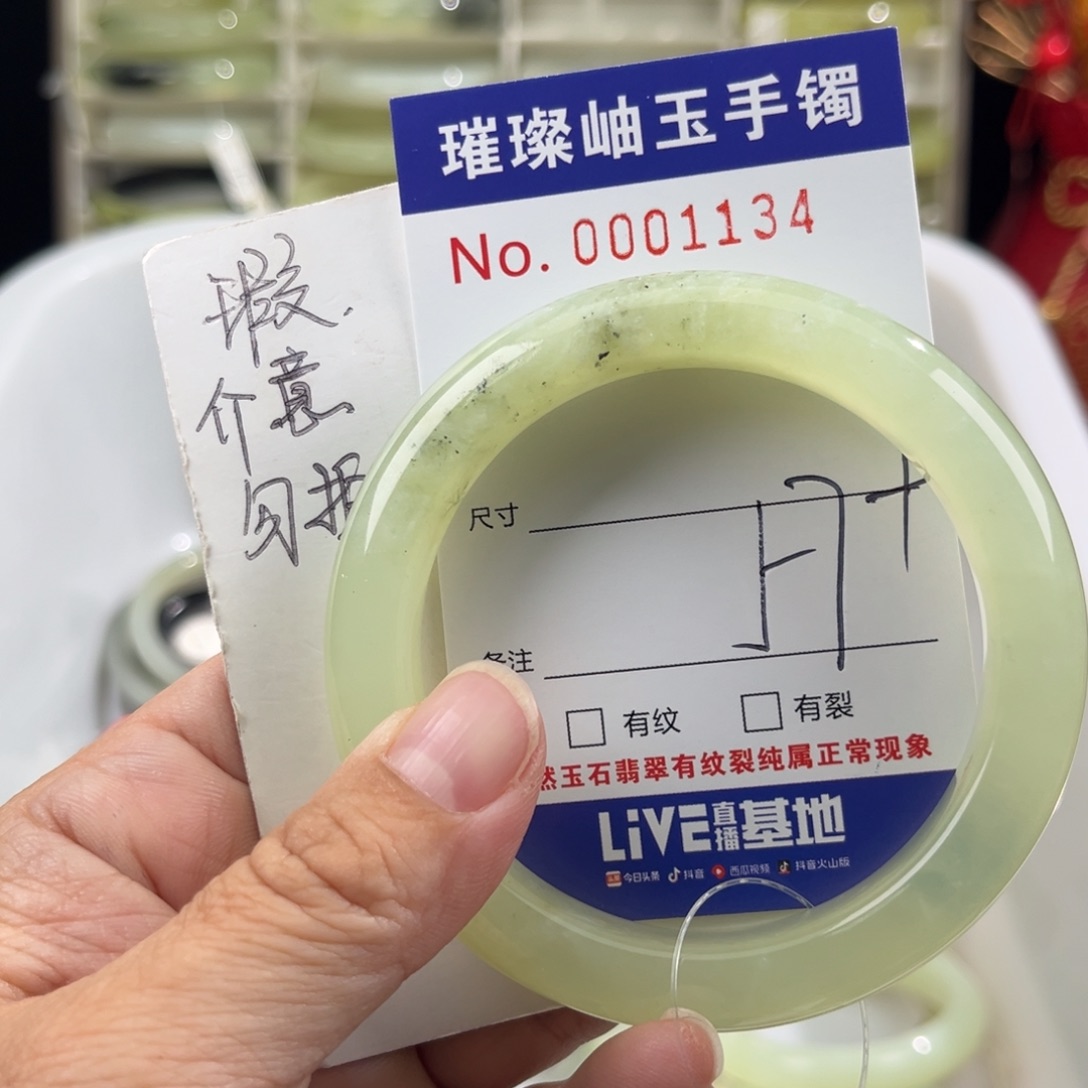 璀璨岫玉手镯
No. 0001134
瑕.
介意
勿拍
尺寸
备注
有纹
有裂
然玉石翡翠有纹裂纯属正常现象
LiVE直播基地
今日头条 抖音 西瓜视频 抖音火山版